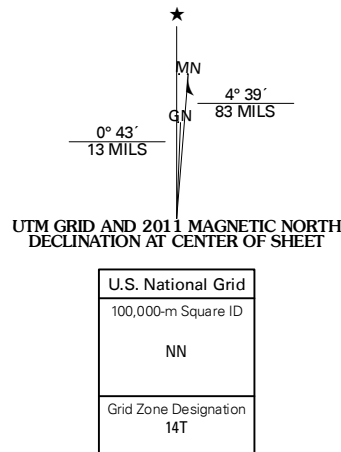 ★
MN
GN
4° 39´
83 MILS
0° 43´
13 MILS
UTM GRID AND 2011 MAGNETIC NORTH
DECLINATION AT CENTER OF SHEET
U.S. National Grid
100,000-m Square ID
NN
Grid Zone Designation
14T